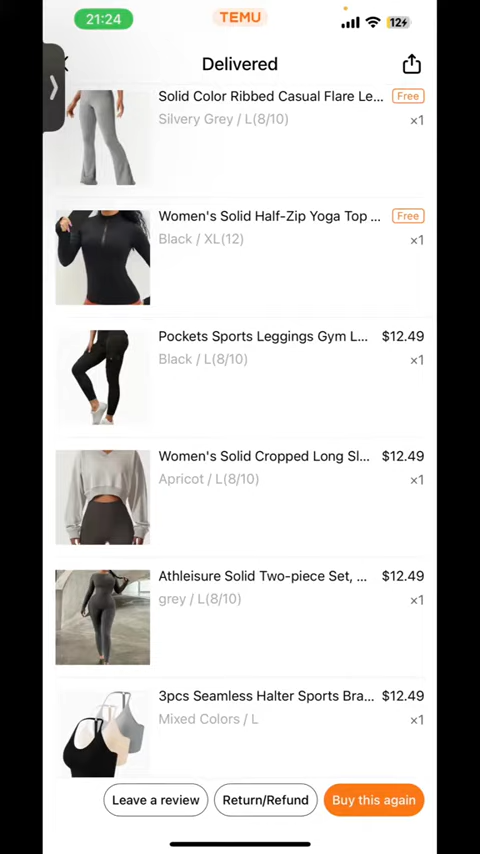 21:24
TEMU
12
Delivered
Solid Color Ribbed Casual Flare Le...
Free
Silvery Grey / L(8/10)
×1
Women's Solid Half-Zip Yoga Top ...
Free
Black / XL(12)
×1
Pockets Sports Leggings Gym L...
$12.49
Black / L(8/10)
×1
Women's Solid Cropped Long Sl...
$12.49
Apricot / L(8/10)
×1
Athleisure Solid Two-piece Set, ...
$12.49
grey / L(8/10)
×1
3pcs Seamless Halter Sports Bra...
$12.49
Mixed Colors / L
×1
Leave a review
Return/Refund
Buy this again